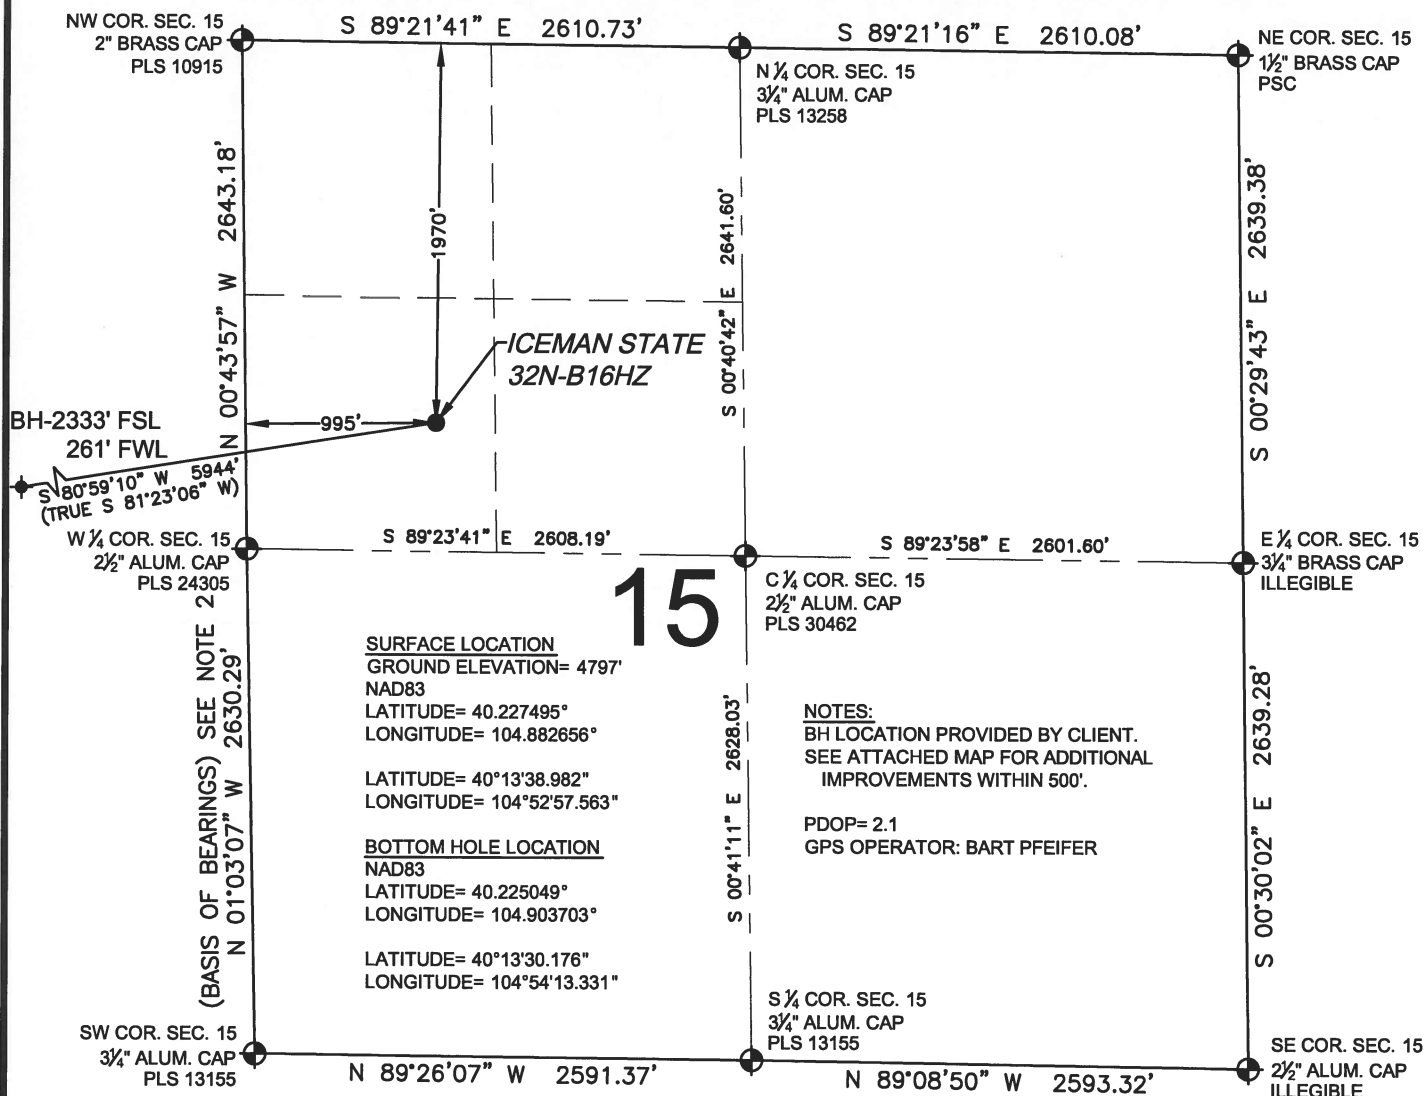 NW COR. SEC. 15
2" BRASS CAP
PLS 10915
S 89°21'41" E 2610.73'
S 89°21'16" E 2610.08'
NE COR. SEC. 15
1½" BRASS CAP
PSC
N ¼ COR. SEC. 15
3¼" ALUM. CAP
PLS 13258
N 00°43'57" W 2643.18'
1970'
S 00°40'42" E 2641.60'
S 00°29'43" E 2639.38'
ICEMAN STATE
32N-B16HZ
995'
BH-2333' FSL
261' FWL
S 80°59'10" W 5944'
(TRUE S 81°23'06" W)
W ¼ COR. SEC. 15
2½" ALUM. CAP
PLS 24305
S 89°23'41" E 2608.19'
S 89°23'58" E 2601.60'
E ¼ COR. SEC. 15
3¼" BRASS CAP
ILLEGIBLE
15
C ¼ COR. SEC. 15
2½" ALUM. CAP
PLS 30462
(BASIS OF BEARINGS) SEE NOTE 2
N 01°03'07" W 2630.29'
SURFACE LOCATION
GROUND ELEVATION= 4797'
NAD83
LATITUDE= 40.227495°
LONGITUDE= 104.882656°
LATITUDE= 40°13'38.982"
LONGITUDE= 104°52'57.563"
BOTTOM HOLE LOCATION
NAD83
LATITUDE= 40.225049°
LONGITUDE= 104.903703°
LATITUDE= 40°13'30.176"
LONGITUDE= 104°54'13.331"
S 00°41'11" E 2628.03'
NOTES:
BH LOCATION PROVIDED BY CLIENT.
SEE ATTACHED MAP FOR ADDITIONAL
IMPROVEMENTS WITHIN 500'.
PDOP= 2.1
GPS OPERATOR: BART PFEIFER
S 00°30'02" E 2639.28'
SW COR. SEC. 15
3¼" ALUM. CAP
PLS 13155
N 89°26'07" W 2591.37'
S ¼ COR. SEC. 15
3¼" ALUM. CAP
PLS 13155
N 89°08'50" W 2593.32'
SE COR. SEC. 15
2½" ALUM. CAP
ILLEGIBLE